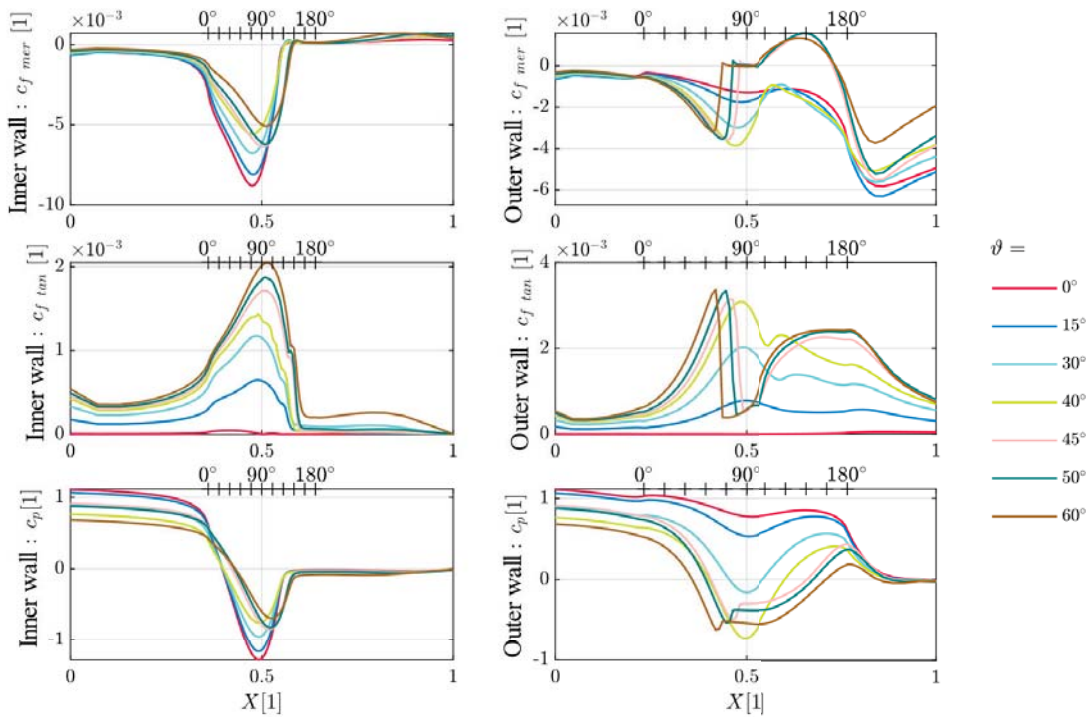 ×10⁻³ 0° 90° 180°
Inner wall : c_f mer [1]
0
-5
-10
0 0.5 1
×10⁻³ 0° 90° 180°
Outer wall : c_f mer [1]
0
-2
-4
-6
0 0.5 1
×10⁻³ 0° 90° 180°
Inner wall : c_f tan [1]
2
1
0
0 0.5 1
×10⁻³ 0° 90° 180°
Outer wall : c_f tan [1]
4
2
0
0 0.5 1
0° 90° 180°
Inner wall : c_p[1]
1
0
-1
0 0.5 1
X[1]
0° 90° 180°
Outer wall : c_p[1]
1
0
-1
0 0.5 1
X[1]
ϑ =
0°
15°
30°
40°
45°
50°
60°